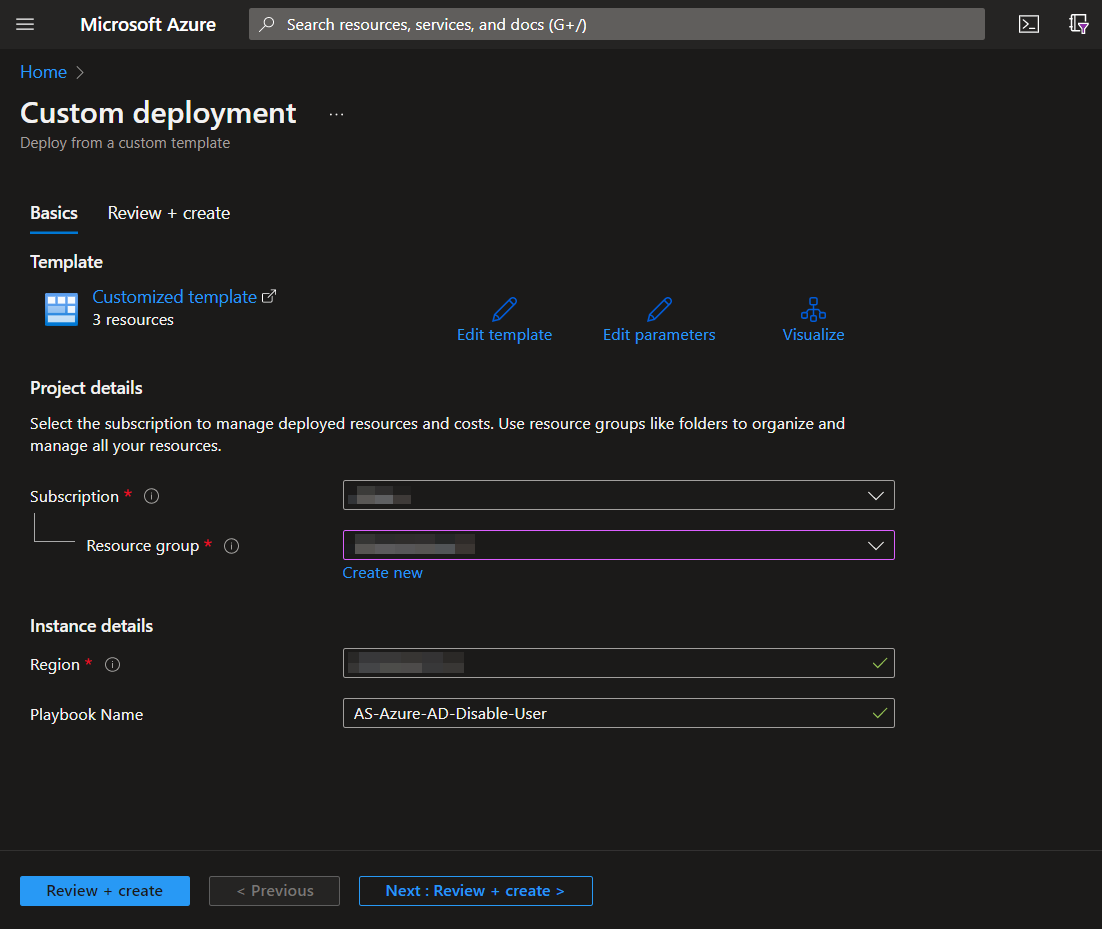 Microsoft Azure
Search resources, services, and docs (G+/)
Home
Custom deployment
...
Deploy from a custom template
Basics
Review + create
Template
Customized template
3 resources
Edit template
Edit parameters
Visualize
Project details
Select the subscription to manage deployed resources and costs. Use resource groups like folders to organize and
manage all your resources.
Subscription *
Resource group *
Create new
Instance details
Region *
Playbook Name
AS-Azure-AD-Disable-User
Review + create
< Previous
Next : Review + create >